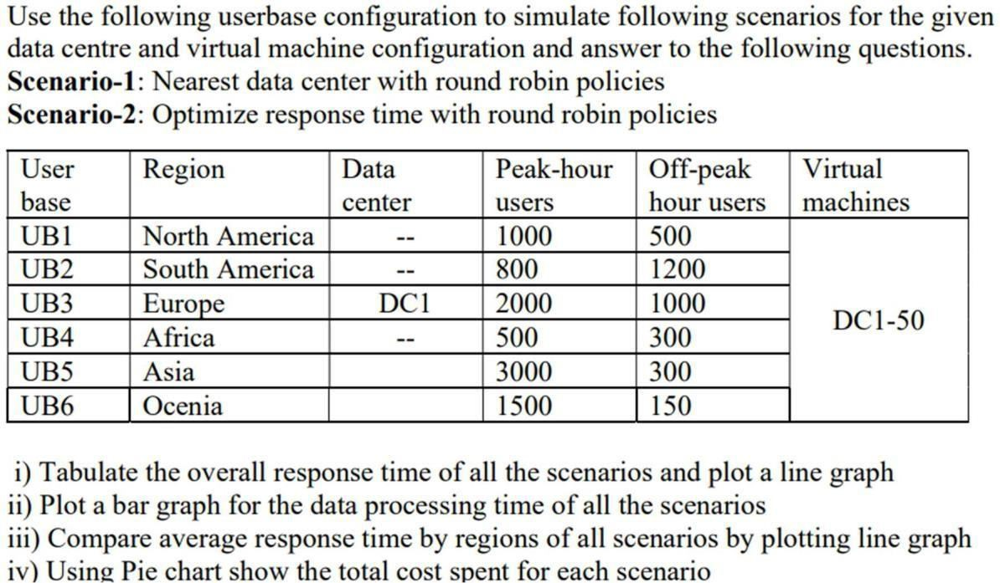 Use the following userbase configuration to simulate following scenarios for the given
data centre and virtual machine configuration and answer to the following questions.
Scenario-1: Nearest data center with round robin policies
Scenario-2: Optimize response time with round robin policies
User base Region Data center Peak-hour users Off-peak hour users Virtual machines
UB1 North America -- 1000 500
UB2 South America -- 800 1200
UB3 Europe DC1 2000 1000
UB4 Africa -- 500 300
DC1-50
UB5 Asia 3000 300
UB6 Ocenia 1500 150
i) Tabulate the overall response time of all the scenarios and plot a line graph
ii) Plot a bar graph for the data processing time of all the scenarios
iii) Compare average response time by regions of all scenarios by plotting line graph
iv) Using Pie chart show the total cost spent for each scenario